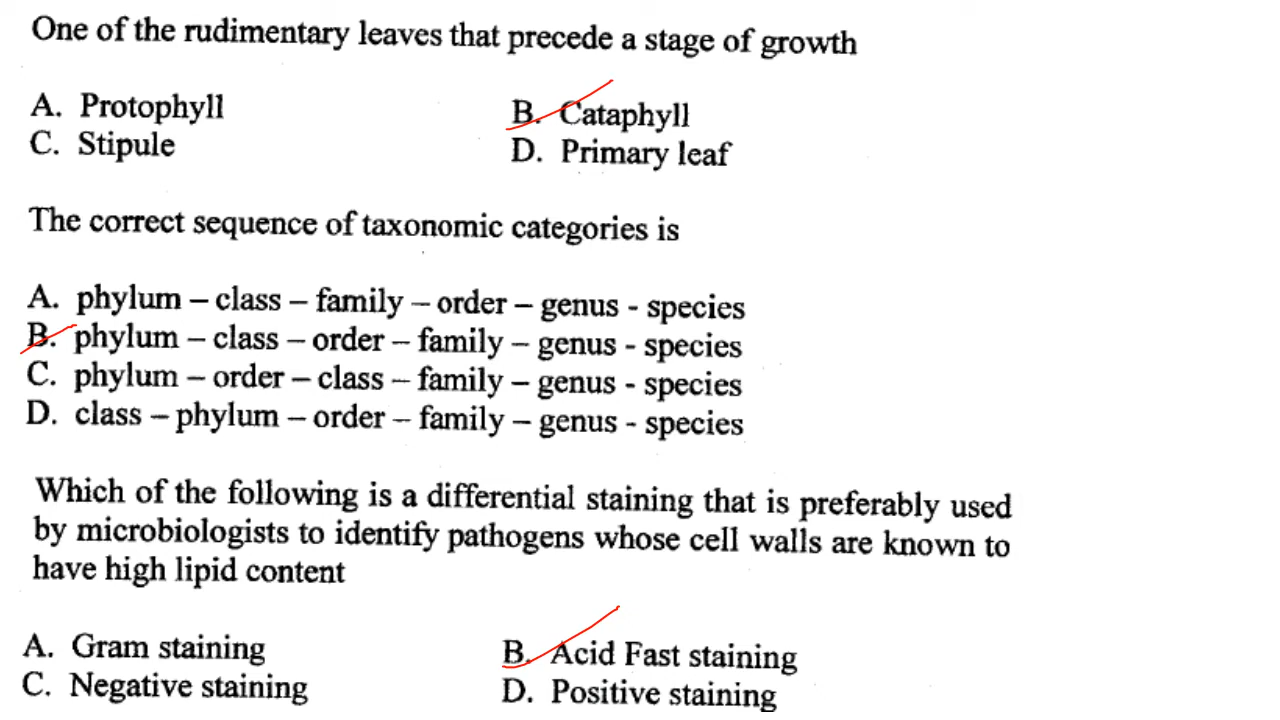 One of the rudimentary leaves that precede a stage of growth
A. Protophyll
B. Cataphyll
C. Stipule
D. Primary leaf
The correct sequence of taxonomic categories is
A. phylum – class – family – order – genus - species
B. phylum – class – order – family – genus - species
C. phylum – order – class – family – genus - species
D. class – phylum – order – family – genus - species
Which of the following is a differential staining that is preferably used
by microbiologists to identify pathogens whose cell walls are known to
have high lipid content
A. Gram staining
B. Acid Fast staining
C. Negative staining
D. Positive staining